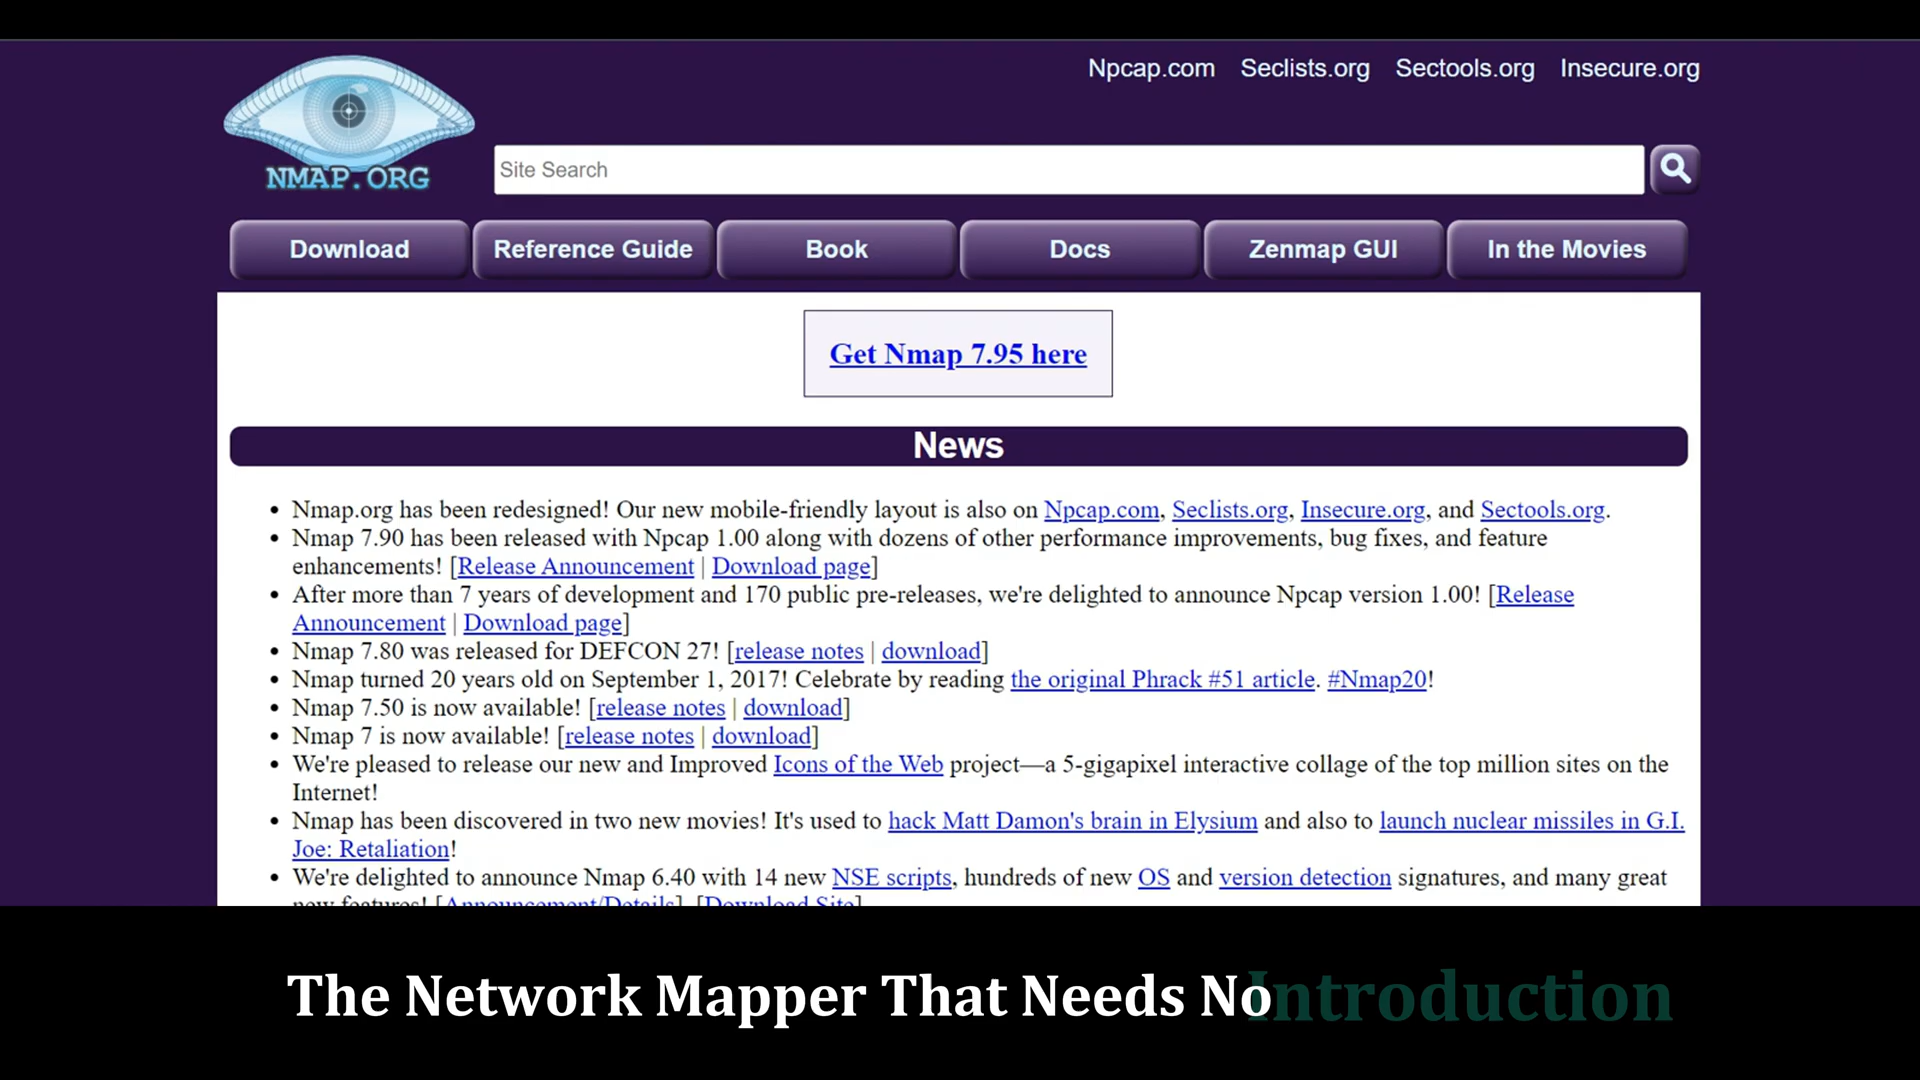 Npcap.com Seclists.org Sectools.org Insecure.org
NMAP.ORG
Site Search
Download Reference Guide Book Docs Zenmap GUI In the Movies
Get Nmap 7.95 here
News
• Nmap.org has been redesigned! Our new mobile-friendly layout is also on Npcap.com, Seclists.org, Insecure.org, and Sectools.org.
• Nmap 7.90 has been released with Npcap 1.00 along with dozens of other performance improvements, bug fixes, and feature
enhancements! [Release Announcement | Download page]
• After more than 7 years of development and 170 public pre-releases, we're delighted to announce Npcap version 1.00! [Release
Announcement | Download page]
• Nmap 7.80 was released for DEFCON 27! [release notes | download]
• Nmap turned 20 years old on September 1, 2017! Celebrate by reading the original Phrack #51 article. #Nmap20!
• Nmap 7.50 is now available! [release notes | download]
• Nmap 7 is now available! [release notes | download]
• We're pleased to release our new and Improved Icons of the Web project—a 5-gigapixel interactive collage of the top million sites on the
Internet!
• Nmap has been discovered in two new movies! It's used to hack Matt Damon's brain in Elysium and also to launch nuclear missiles in G.I.
Joe: Retaliation!
• We're delighted to announce Nmap 6.40 with 14 new NSE scripts, hundreds of new OS and version detection signatures, and many great
new features! [Announcement/Details], [Download Site]
The Network Mapper That Needs No Introduction